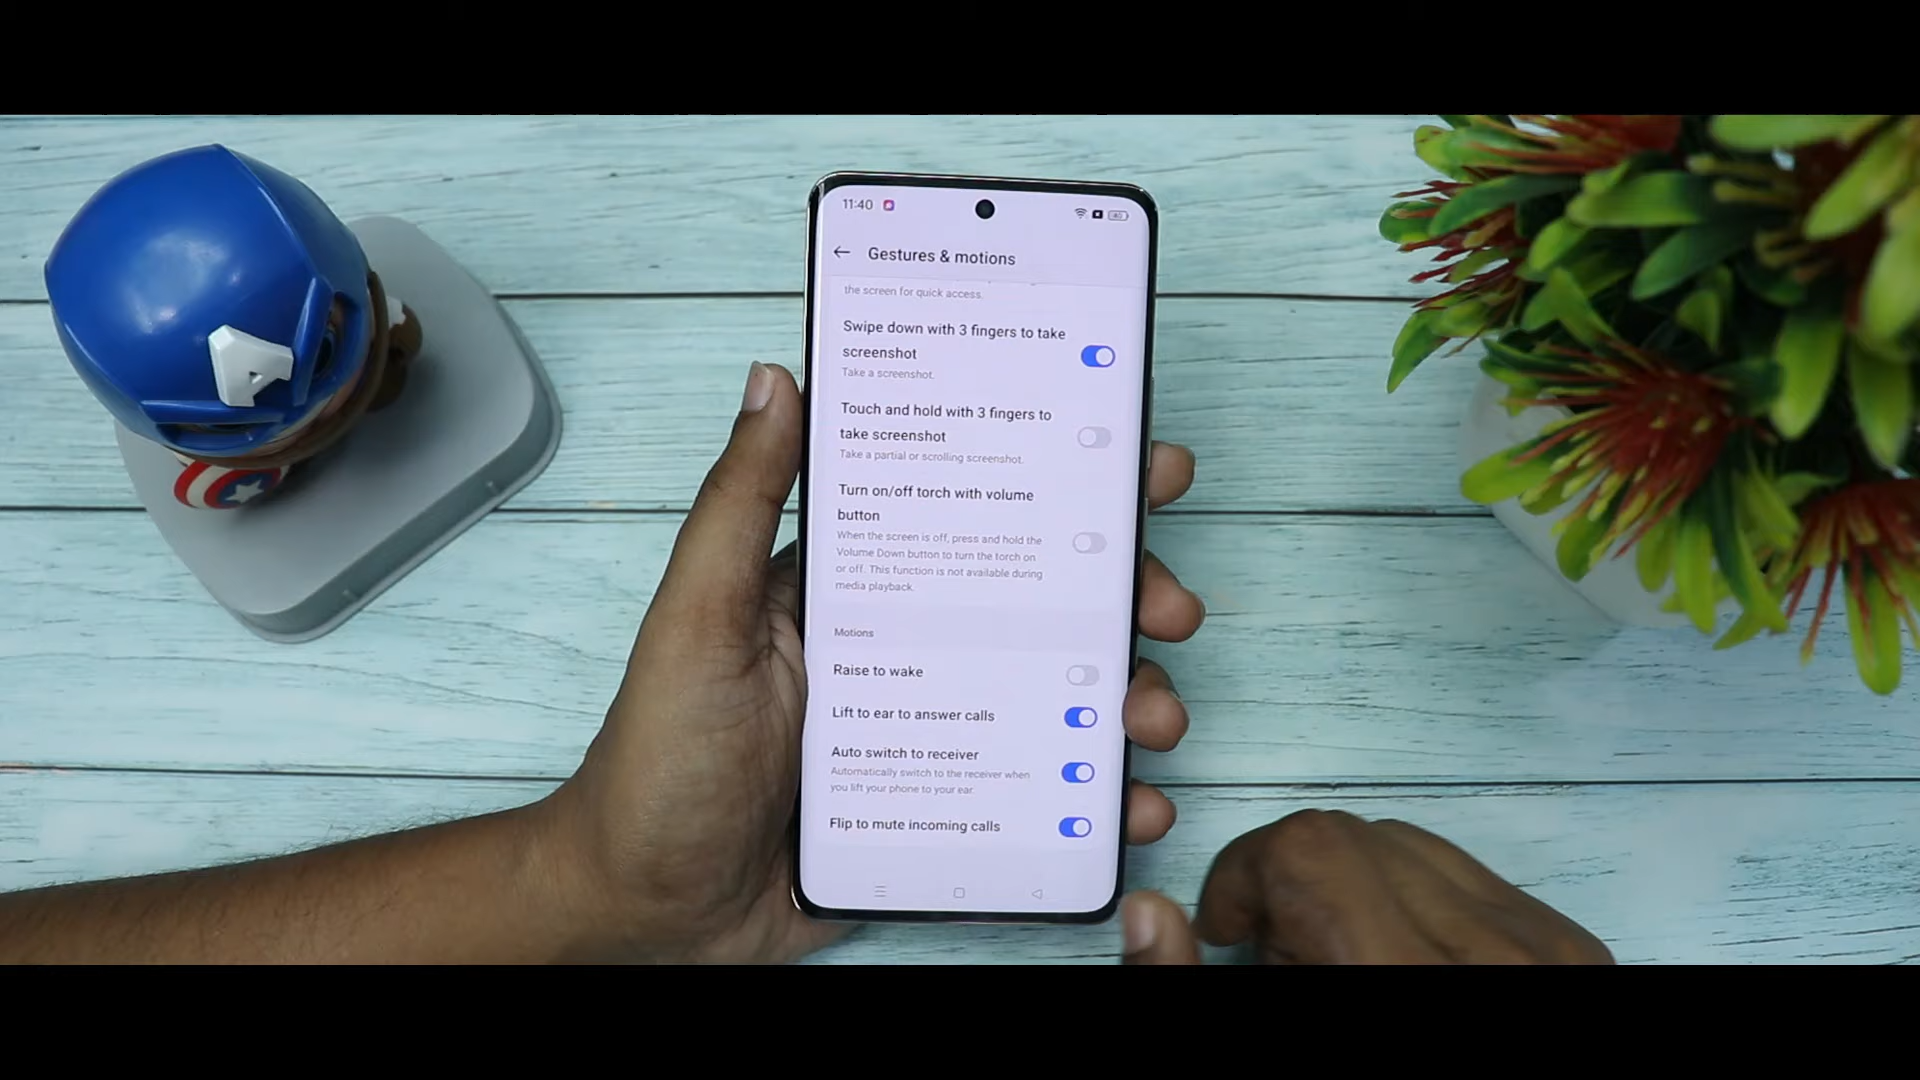 11:40
Gestures & motions
the screen for quick access.
Swipe down with 3 fingers to take
screenshot
Take a screenshot.
Touch and hold with 3 fingers to
take screenshot
Take a partial or scrolling screenshot.
Turn on/off torch with volume
button
When the screen is off, press and hold the
Volume Down button to turn the torch on
or off. This function is not available during
media playback.
Motions
Raise to wake
Lift to ear to answer calls
Auto switch to receiver
Automatically switch to the receiver when
you lift your phone to your ear.
Flip to mute incoming calls
A